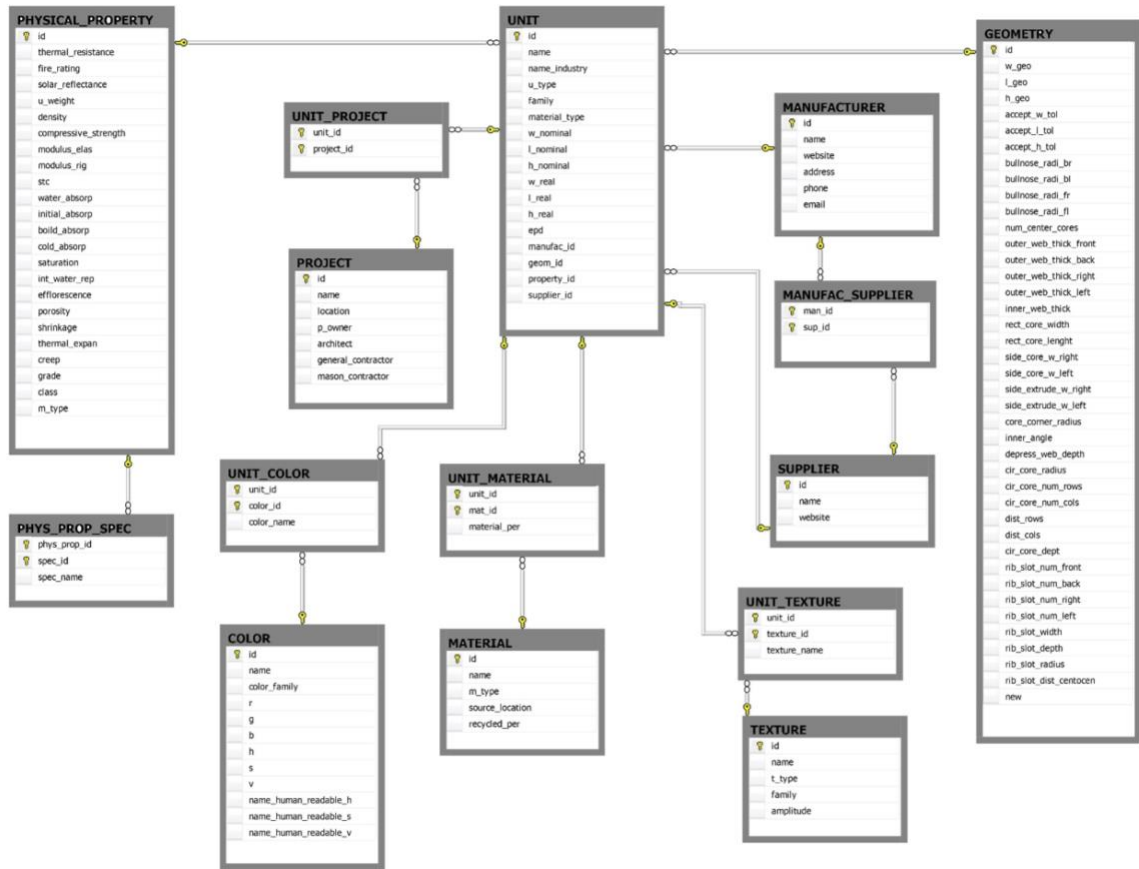 PHYSICAL_PROPERTY
id
thermal_resistance
fire_rating
solar_reflectance
u_weight
density
compressive_strength
modulus_elas
modulus_rig
stc
water_absorp
initial_absorp
boild_absorp
cold_absorp
saturation
int_water_rep
efflorescence
porosity
shrinkage
thermal_expan
creep
grade
class
m_type
PHYS_PROP_SPEC
phys_prop_id
spec_id
spec_name
UNIT_PROJECT
unit_id
project_id
PROJECT
id
name
location
p_owner
architect
general_contractor
mason_contractor
UNIT
id
name
name_industry
u_type
family
material_type
w_nominal
l_nominal
h_nominal
w_real
l_real
h_real
epd
manufac_id
geom_id
property_id
supplier_id
UNIT_COLOR
unit_id
color_id
color_name
COLOR
id
name
color_family
r
g
b
h
s
v
name_human_readable_h
name_human_readable_s
name_human_readable_v
UNIT_MATERIAL
unit_id
mat_id
material_per
MATERIAL
id
name
m_type
source_location
recycled_per
MANUFACTURER
id
name
website
address
phone
email
MANUFAC_SUPPLIER
man_id
sup_id
SUPPLIER
id
name
website
UNIT_TEXTURE
unit_id
texture_id
texture_name
TEXTURE
id
name
t_type
family
amplitude
GEOMETRY
id
w_geo
l_geo
h_geo
accept_w_tol
accept_l_tol
accept_h_tol
bullnose_radi_br
bullnose_radi_bl
bullnose_radi_fr
bullnose_radi_fl
num_center_cores
outer_web_thick_front
outer_web_thick_back
outer_web_thick_right
outer_web_thick_left
inner_web_thick
rect_core_width
rect_core_lenght
side_core_w_right
side_core_w_left
side_extrude_w_right
side_extrude_w_left
core_corner_radius
inner_angle
depress_web_depth
cir_core_radius
cir_core_num_rows
cir_core_num_cols
dist_rows
dist_cols
cir_core_dept
rib_slot_num_front
rib_slot_num_back
rib_slot_num_right
rib_slot_num_left
rib_slot_width
rib_slot_depth
rib_slot_radius
rib_slot_dist_centocen
new